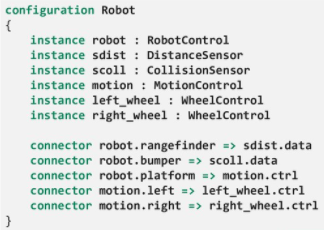 configuration Robot
{
    instance robot : RobotControl
    instance sdist : DistanceSensor
    instance scoll : CollisionSensor
    instance motion : MotionControl
    instance left_wheel : WheelControl
    instance right_wheel : WheelControl

    connector robot.rangefinder => sdist.data
    connector robot.bumper => scoll.data
    connector robot.platform => motion.ctrl
    connector motion.left => left_wheel.ctrl
    connector motion.right => right_wheel.ctrl
}